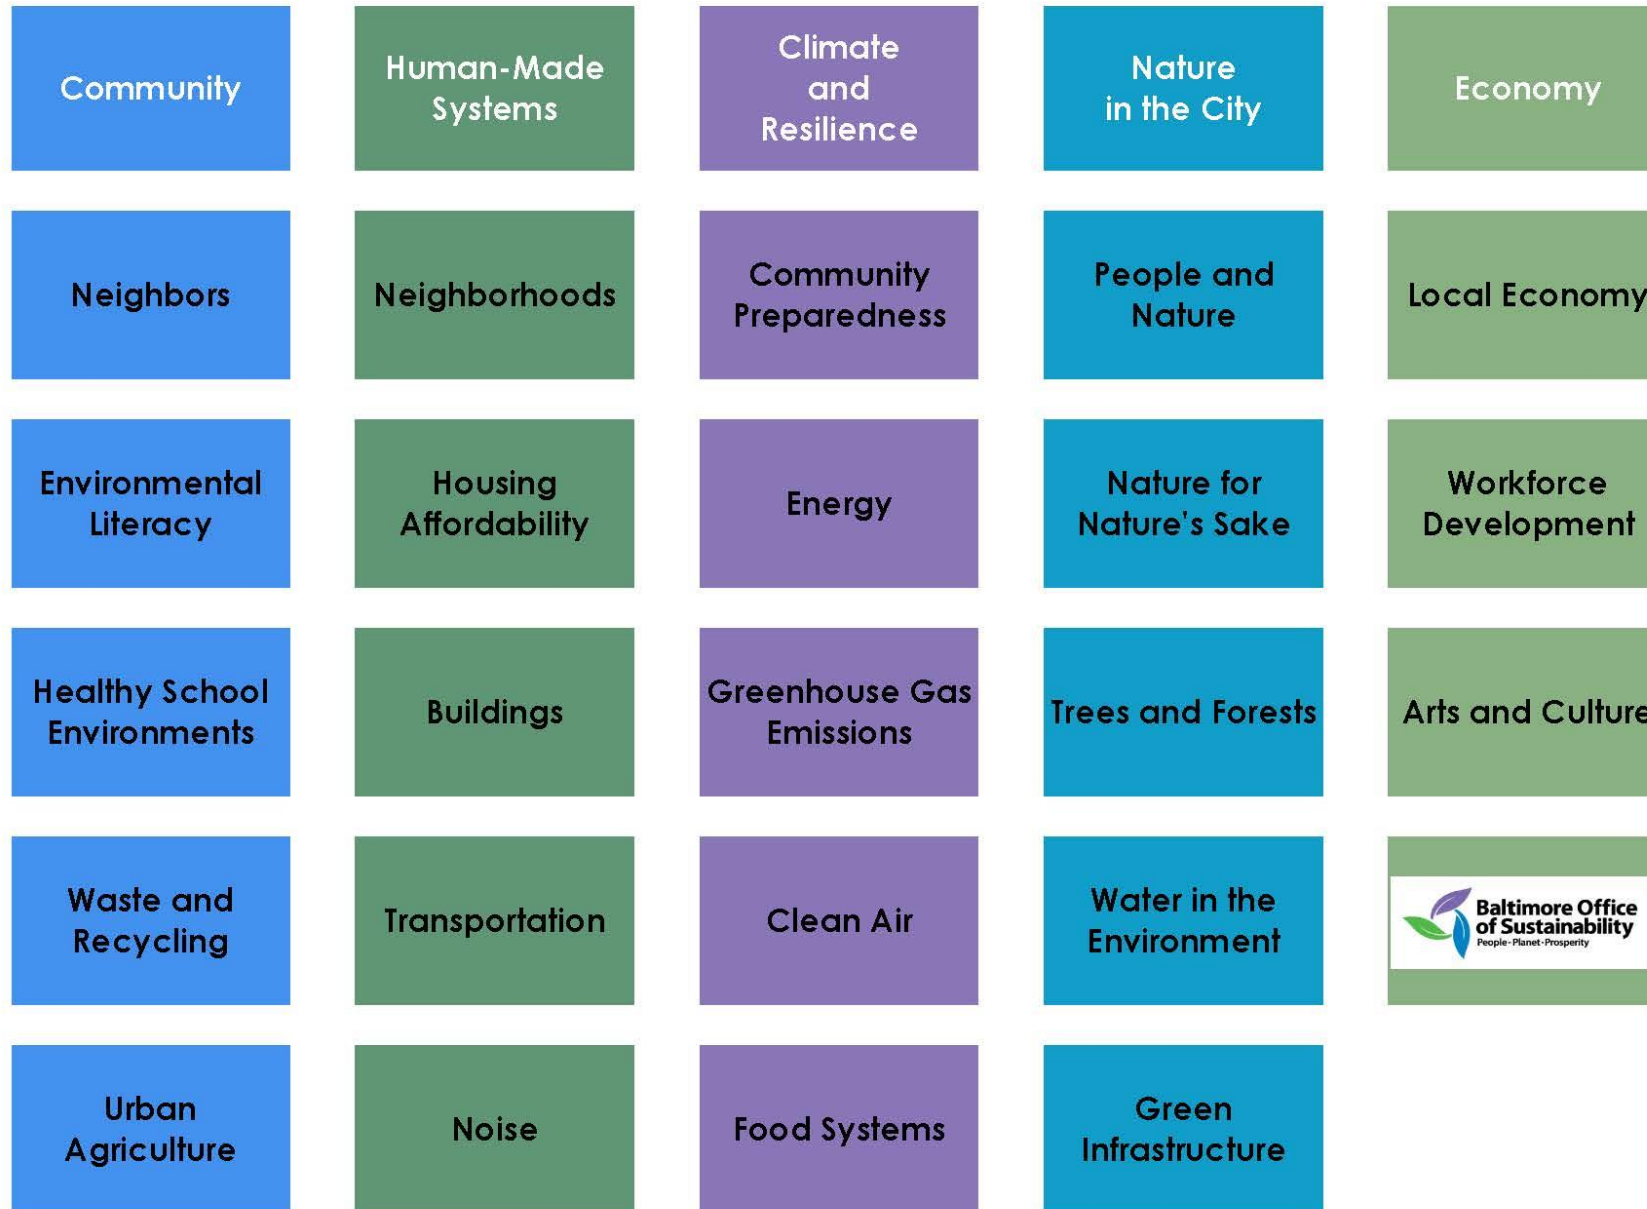 Community
Human-Made
Systems
Climate
and
Resilience
Nature
in the City
Economy
Neighbors
Neighborhoods
Community
Preparedness
People and
Nature
Local Economy
Environmental
Literacy
Housing
Affordability
Energy
Nature for
Nature's Sake
Workforce
Development
Healthy School
Environments
Buildings
Greenhouse Gas
Emissions
Trees and Forests
Arts and Culture
Waste and
Recycling
Transportation
Clean Air
Water in the
Environment
Baltimore Office
of Sustainability
People-Planet-Prosperity
Urban
Agriculture
Noise
Food Systems
Green
Infrastructure